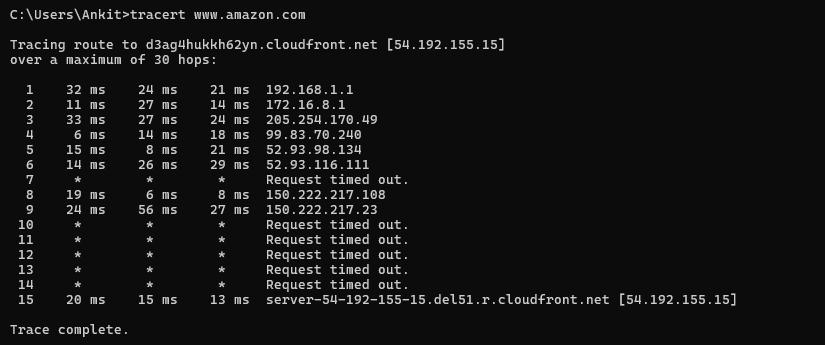 C:\Users\Ankit>tracert www.amazon.com
Tracing route to d3ag4hukkh62yn.cloudfront.net [54.192.155.15]
over a maximum of 30 hops:
1 32 ms 24 ms 21 ms 192.168.1.1
2 11 ms 27 ms 14 ms 172.16.8.1
3 33 ms 27 ms 24 ms 205.254.170.49
4 6 ms 14 ms 18 ms 99.83.70.240
5 15 ms 8 ms 21 ms 52.93.98.134
6 14 ms 26 ms 29 ms 52.93.116.111
7 * * * Request timed out.
8 19 ms 6 ms 8 ms 150.222.217.108
9 24 ms 56 ms 27 ms 150.222.217.23
10 * * * Request timed out.
11 * * * Request timed out.
12 * * * Request timed out.
13 * * * Request timed out.
14 * * * Request timed out.
15 20 ms 15 ms 13 ms server-54-192-155-15.del51.r.cloudfront.net [54.192.155.15]
Trace complete.